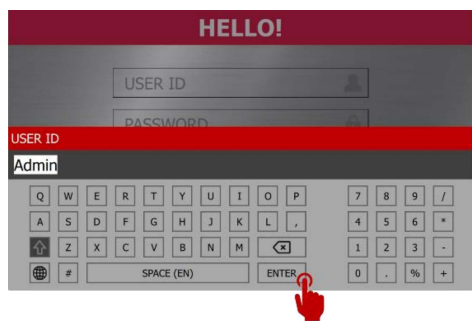 HELLO!
USER ID
PASSWORD
USER ID
Admin
Q W E R T Y U I O P 7 8 9 /
A S D F G H J K L , 4 5 6 *
Z X C V B N M 1 2 3 -
# SPACE (EN) ENTER 0 . % +